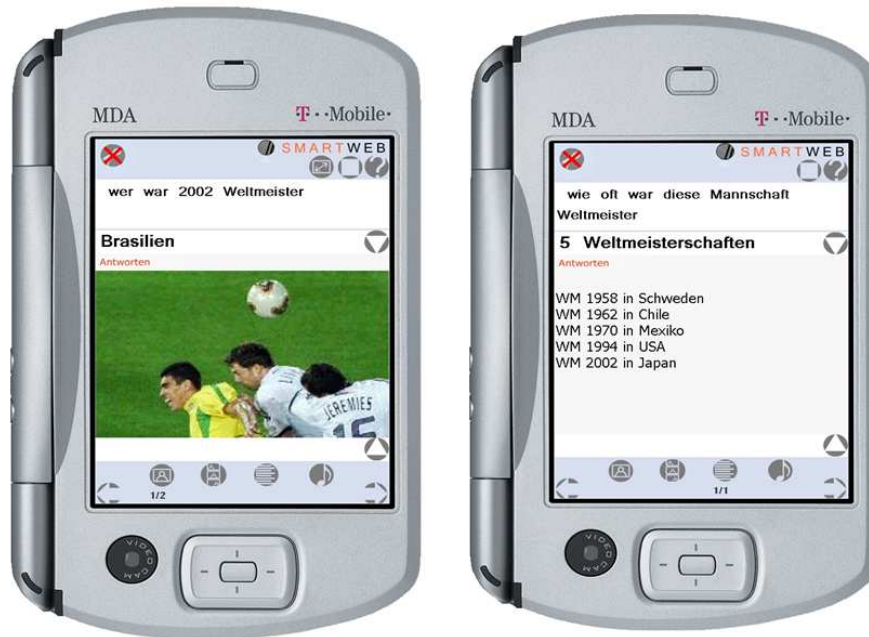 MDA
T··Mobile·
SMARTWEB
wer war 2002 Weltmeister
Brasilien
Antworten
JEREMIES
16
1/2
VIDEO CAM
MDA
T··Mobile·
SMARTWEB
wie oft war diese Mannschaft
Weltmeister
5 Weltmeisterschaften
Antworten
WM 1958 in Schweden
WM 1962 in Chile
WM 1970 in Mexiko
WM 1994 in USA
WM 2002 in Japan
1/1
VIDEO CAM